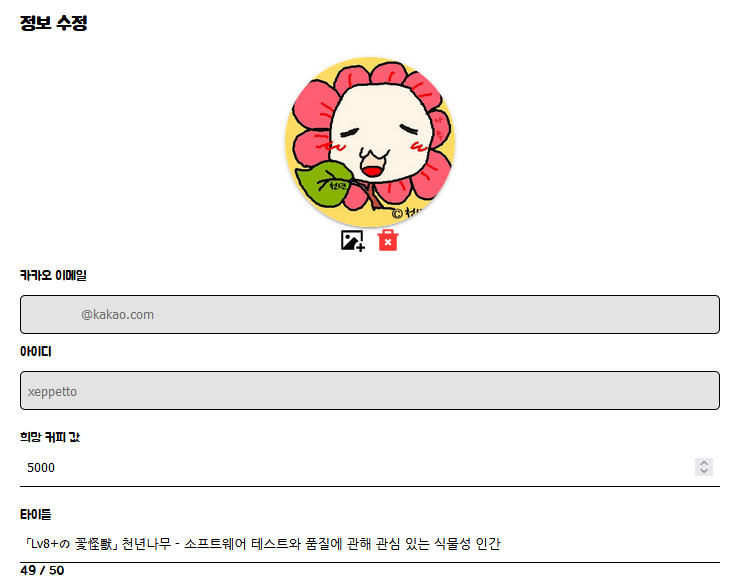 정보 수정
나
무
천년
© 천년
카카오 이메일
@kakao.com
아이디
xeppetto
희망 커피 값
5000
타이틀
「Lv8+の 꽃怪獸」천년나무 - 소프트웨어 테스트와 품질에 관해 관심 있는 식물성 인간
49 / 50